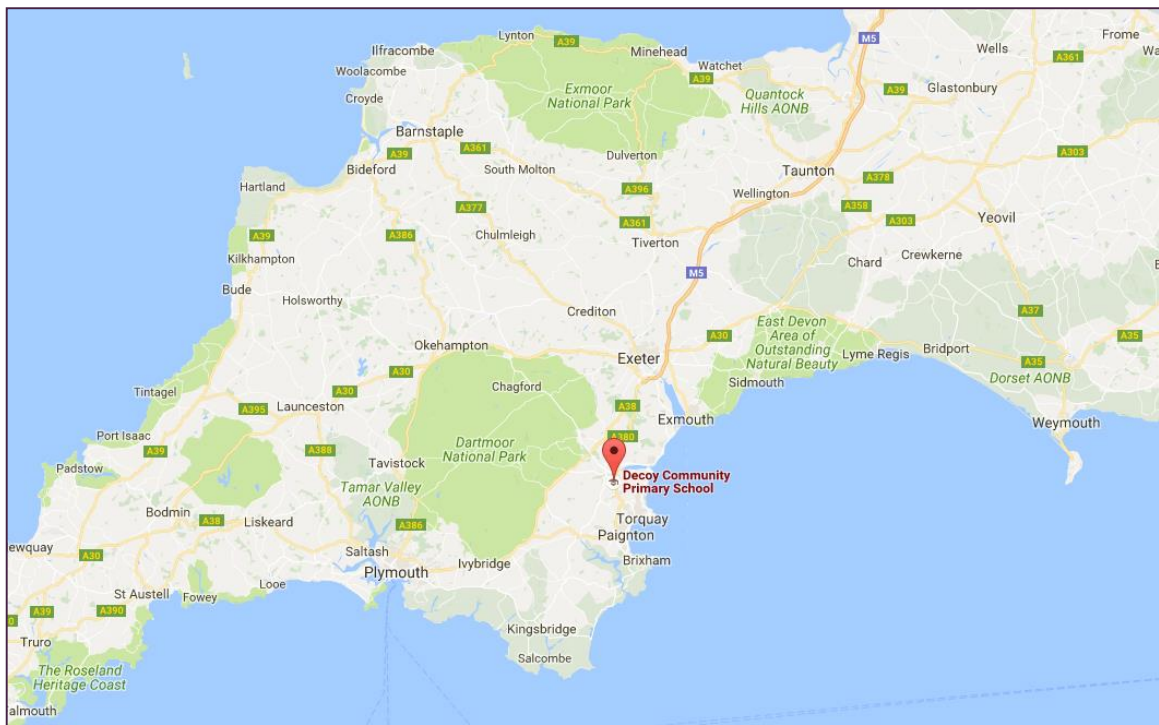 Lynton
A39
Minehead
M5
Wells
Frome
A361
Ilfracombe
Woolacombe
Watchet
A39
A39
Glastonbury
Exmoor
National Park
Quantock
Hills AONB
Croyde
Barnstaple
A39
A361
Bideford
South Molton
Dulverton
Taunton
A303
A378
Hartland
A396
Wellington
A358
A303
Yeovil
A377
A361
A39
A386
Chulmleigh
Tiverton
Kilkhampton
Chard
Crewkerne
M5
Bude
Holsworthy
Crediton
A37
East Devon
Area of
Outstanding
Natural Beauty
A30
A35
Okehampton
Exeter
Lyme Regis
Bridport
A35
Dorset AONB
Chagford
Sidmouth
A30
Tintagel
A395
Launceston
A38
Exmouth
Weymouth
Port Isaac
A39
A388
Dartmoor
National Park
A380
Padstow
Tavistock
Decoy Community
Primary School
Tamar Valley
AONB
Bodmin
A38
Liskeard
A386
Torquay
Paignton
ewquay
A30
Saltash
Ivybridge
Brixham
Plymouth
St Austell
Fowey
Looe
A39
A390
Truro
Kingsbridge
Salcombe
The Roseland
Heritage Coast
almouth